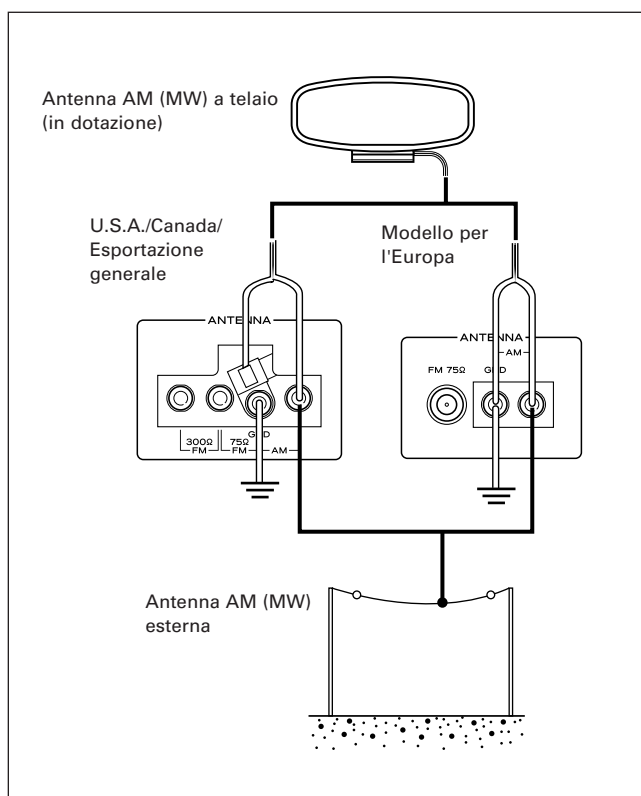 Antenna AM (MW) a telaio
(in dotazione)
U.S.A./Canada/
Esportazione
generale
Modello per
l'Europa
ANTENNA
300Ω
FM
75Ω
FM
GND
AM
ANTENNA
AM
FM 75Ω
GND
Antenna AM (MW)
esterna